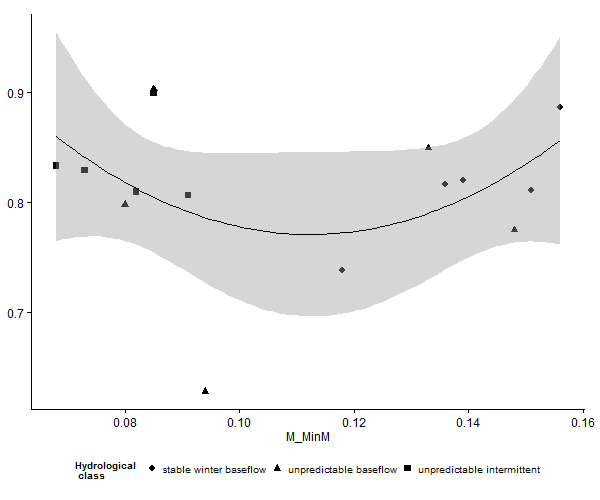 0.9
0.8
0.7
0.08
0.10
0.12
0.14
0.16
M_MinM
Hydrological
class
stable winter baseflow
unpredictable baseflow
unpredictable intermittent